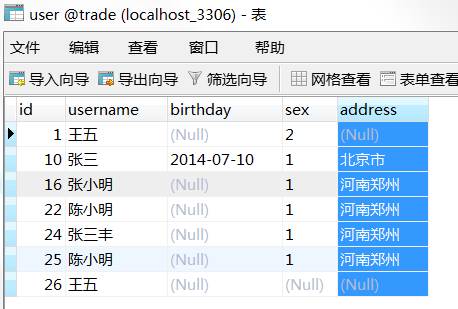 user @trade (localhost_3306) - 表
文件 编辑 查看 窗口 帮助
导入向导 导出向导 筛选向导 网格查看 表单查看
id username birthday sex address
1 王五 (Null) 2 (Null)
10 张三 2014-07-10 1 北京市
16 张小明 (Null) 1 河南郑州
22 陈小明 (Null) 1 河南郑州
24 张三丰 (Null) 1 河南郑州
25 陈小明 (Null) 1 河南郑州
26 王五 (Null) (Null) (Null)